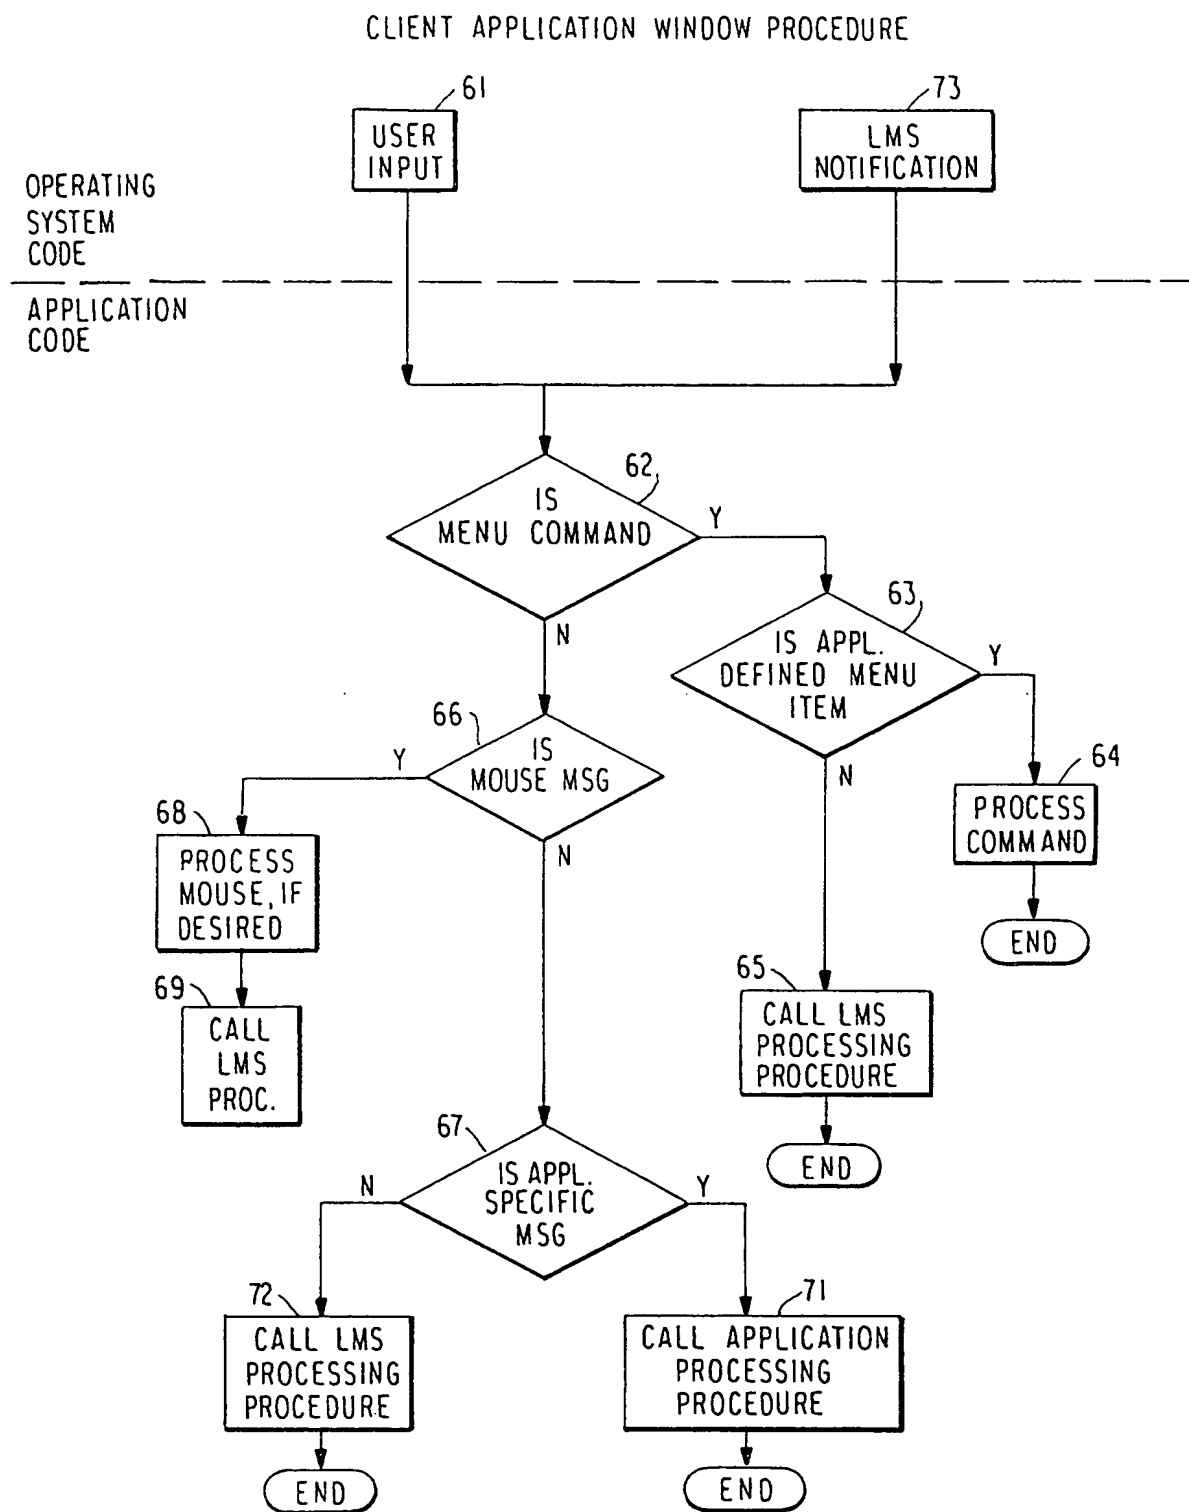 CLIENT APPLICATION WINDOW PROCEDURE
61
73
USER
INPUT
LMS
NOTIFICATION
OPERATING
SYSTEM
CODE
APPLICATION
CODE
62
IS
MENU COMMAND
Y
N
63
IS APPL.
DEFINED MENU
ITEM
Y
N
66
IS
MOUSE MSG
Y
N
64
PROCESS
COMMAND
END
68
PROCESS
MOUSE, IF
DESIRED
69
CALL
LMS
PROC.
65
CALL LMS
PROCESSING
PROCEDURE
END
67
IS APPL.
SPECIFIC
MSG
N
Y
72
CALL LMS
PROCESSING
PROCEDURE
END
71
CALL APPLICATION
PROCESSING
PROCEDURE
END